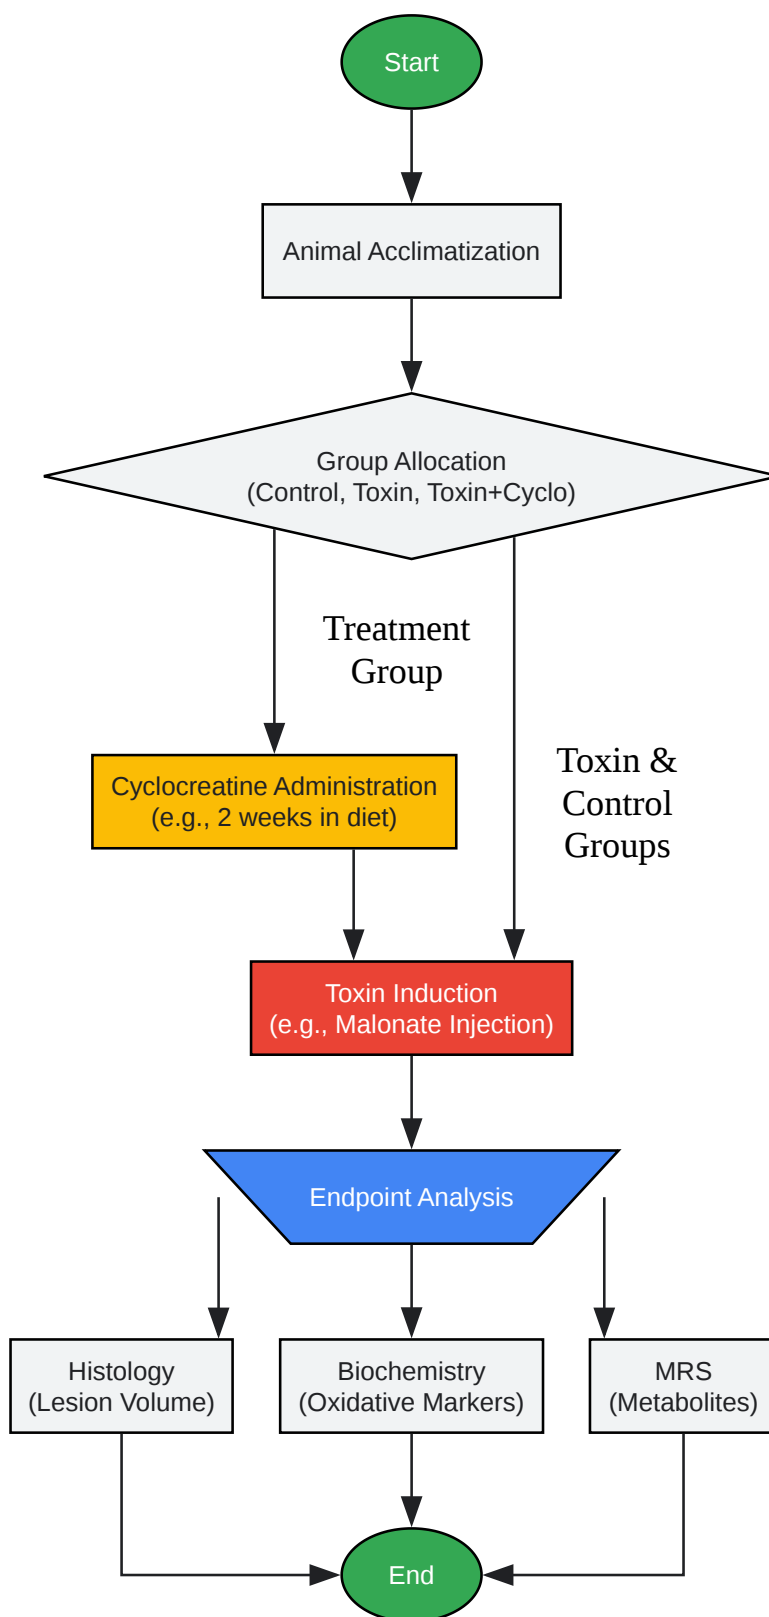 Start
Animal Acclimatization
Group Allocation
(Control, Toxin, Toxin+Cyclo)
Treatment
Group
Toxin &
Control
Groups
Cyclocreatine Administration
(e.g., 2 weeks in diet)
Toxin Induction
(e.g., Malonate Injection)
Endpoint Analysis
Histology
(Lesion Volume)
Biochemistry
(Oxidative Markers)
MRS
(Metabolites)
End